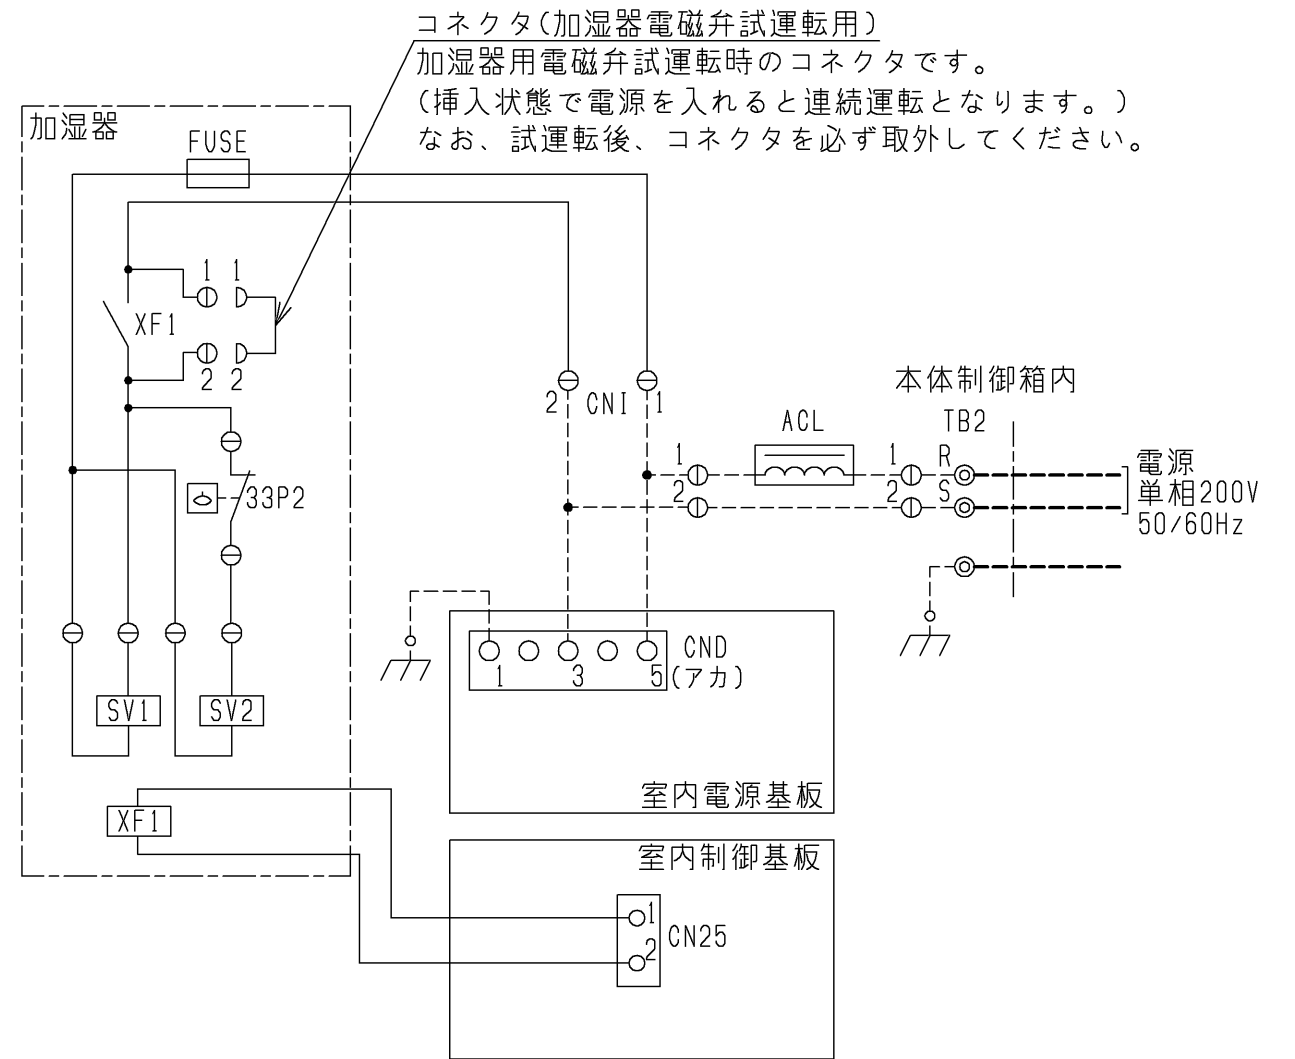 コネクタ(加湿器電磁弁試運転用)
加湿器用電磁弁試運転時のコネクタです。
(挿入状態で電源を入れると連続運転となります。)
なお、試運転後、コネクタを必ず取外してください。
加湿器
FUSE
1 1
XF1
2 2
2 CNI 1
本体制御箱内
ACL
TB2
1 1 R
2 2 S
電源
単相200V
50/60Hz
33P2
CND
(アカ)
1 3 5
SV1 SV2
室内電源基板
XF1
室内制御基板
1
CN25
2